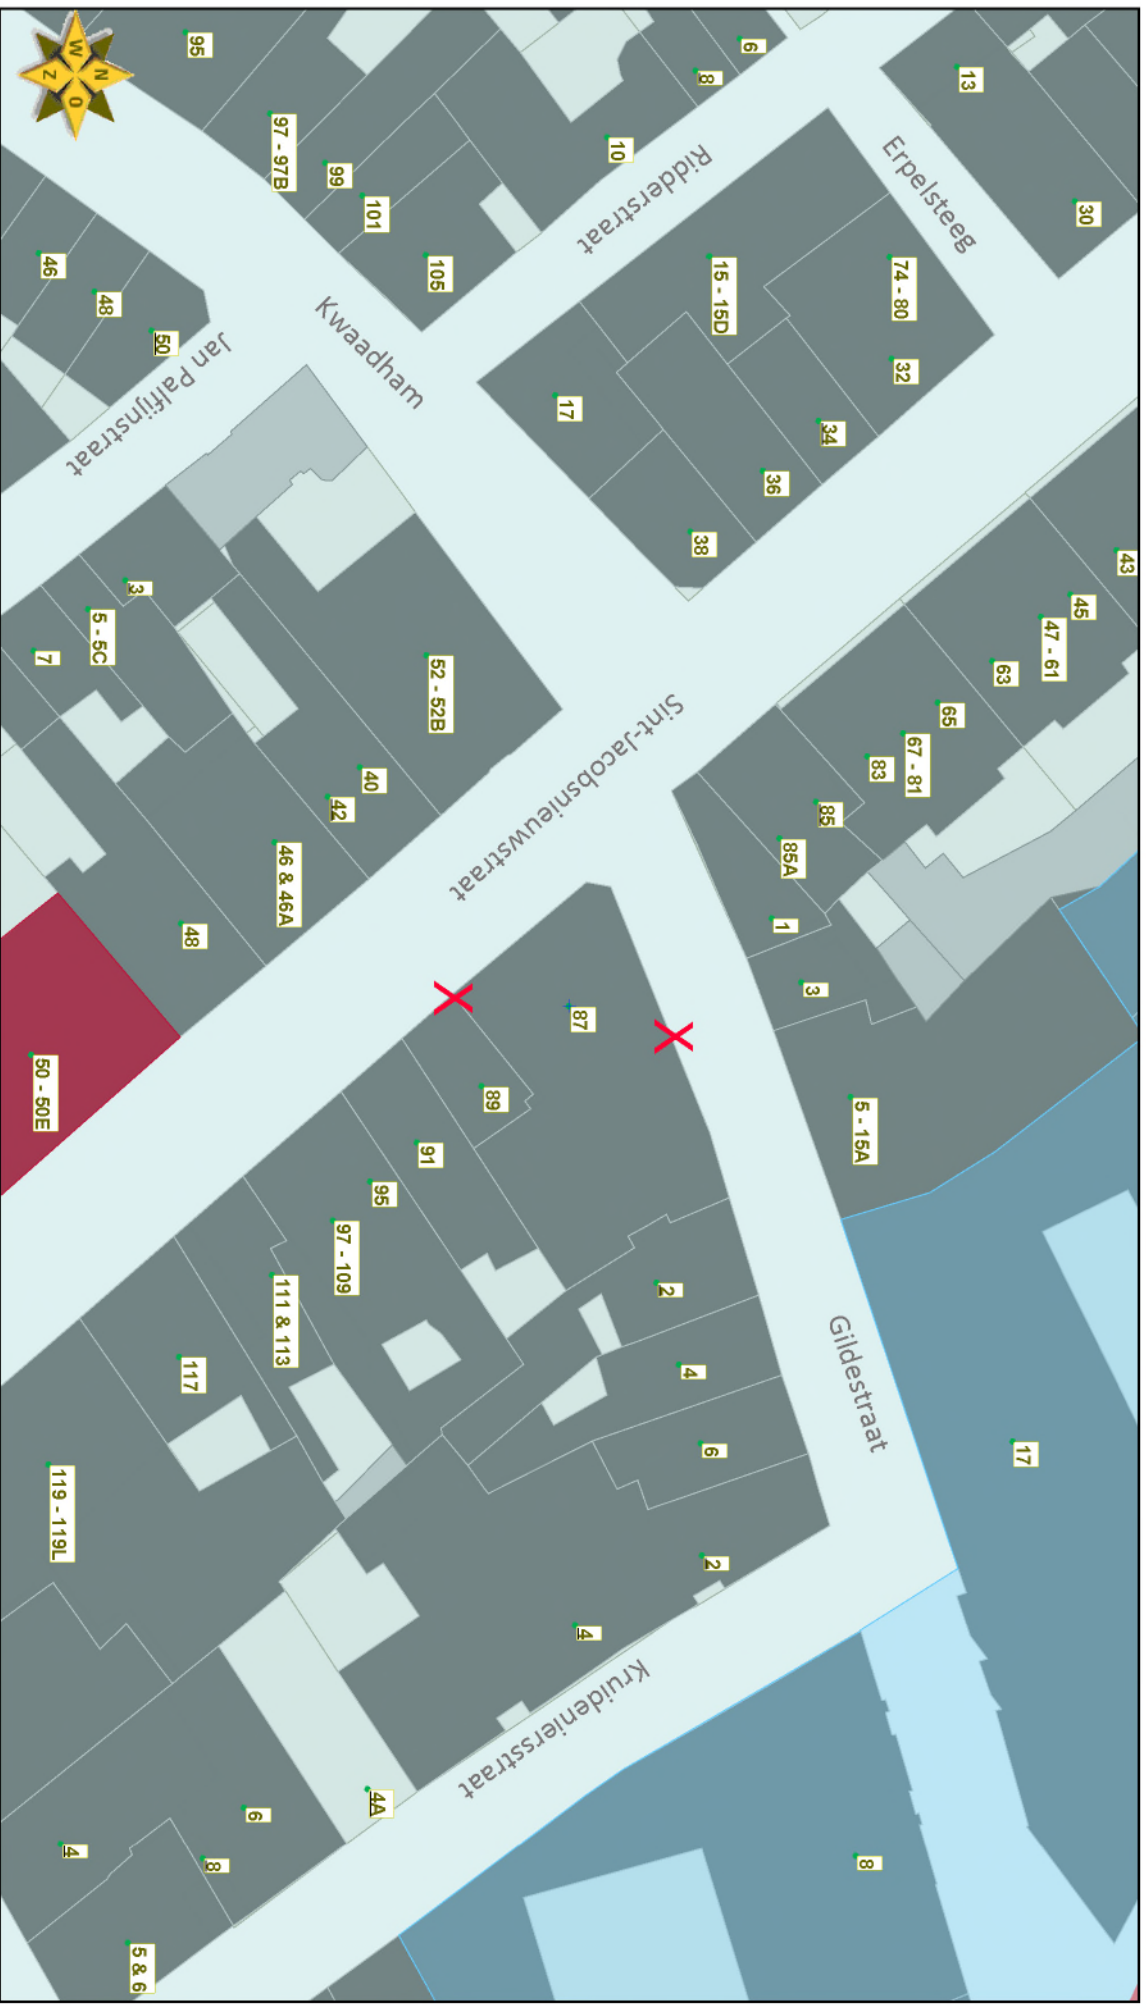 95
97 - 97B
99
101
105
10
8
6
13
30
Ridderstraat
Erpelsteeg
46
48
50
Jan Palfijnstraat
Kwaadham
15 - 15D
74 - 80
32
34
36
38
17
43
45
47 - 61
63
65
67 - 81
83
85
85A
1
3
5 - 15A
3
5 - 5C
7
52 - 52B
40
42
46 & 46A
48
50 - 50E
Sint-Jacobsnieuwstraat
X
X
87
89
91
95
97 - 109
111 & 113
117
119 - 119L
2
4
6
2
4
Gildestraat
17
Kruideniersstraat
4A
6
8
4
5 & 6
8
W
N
Z
O